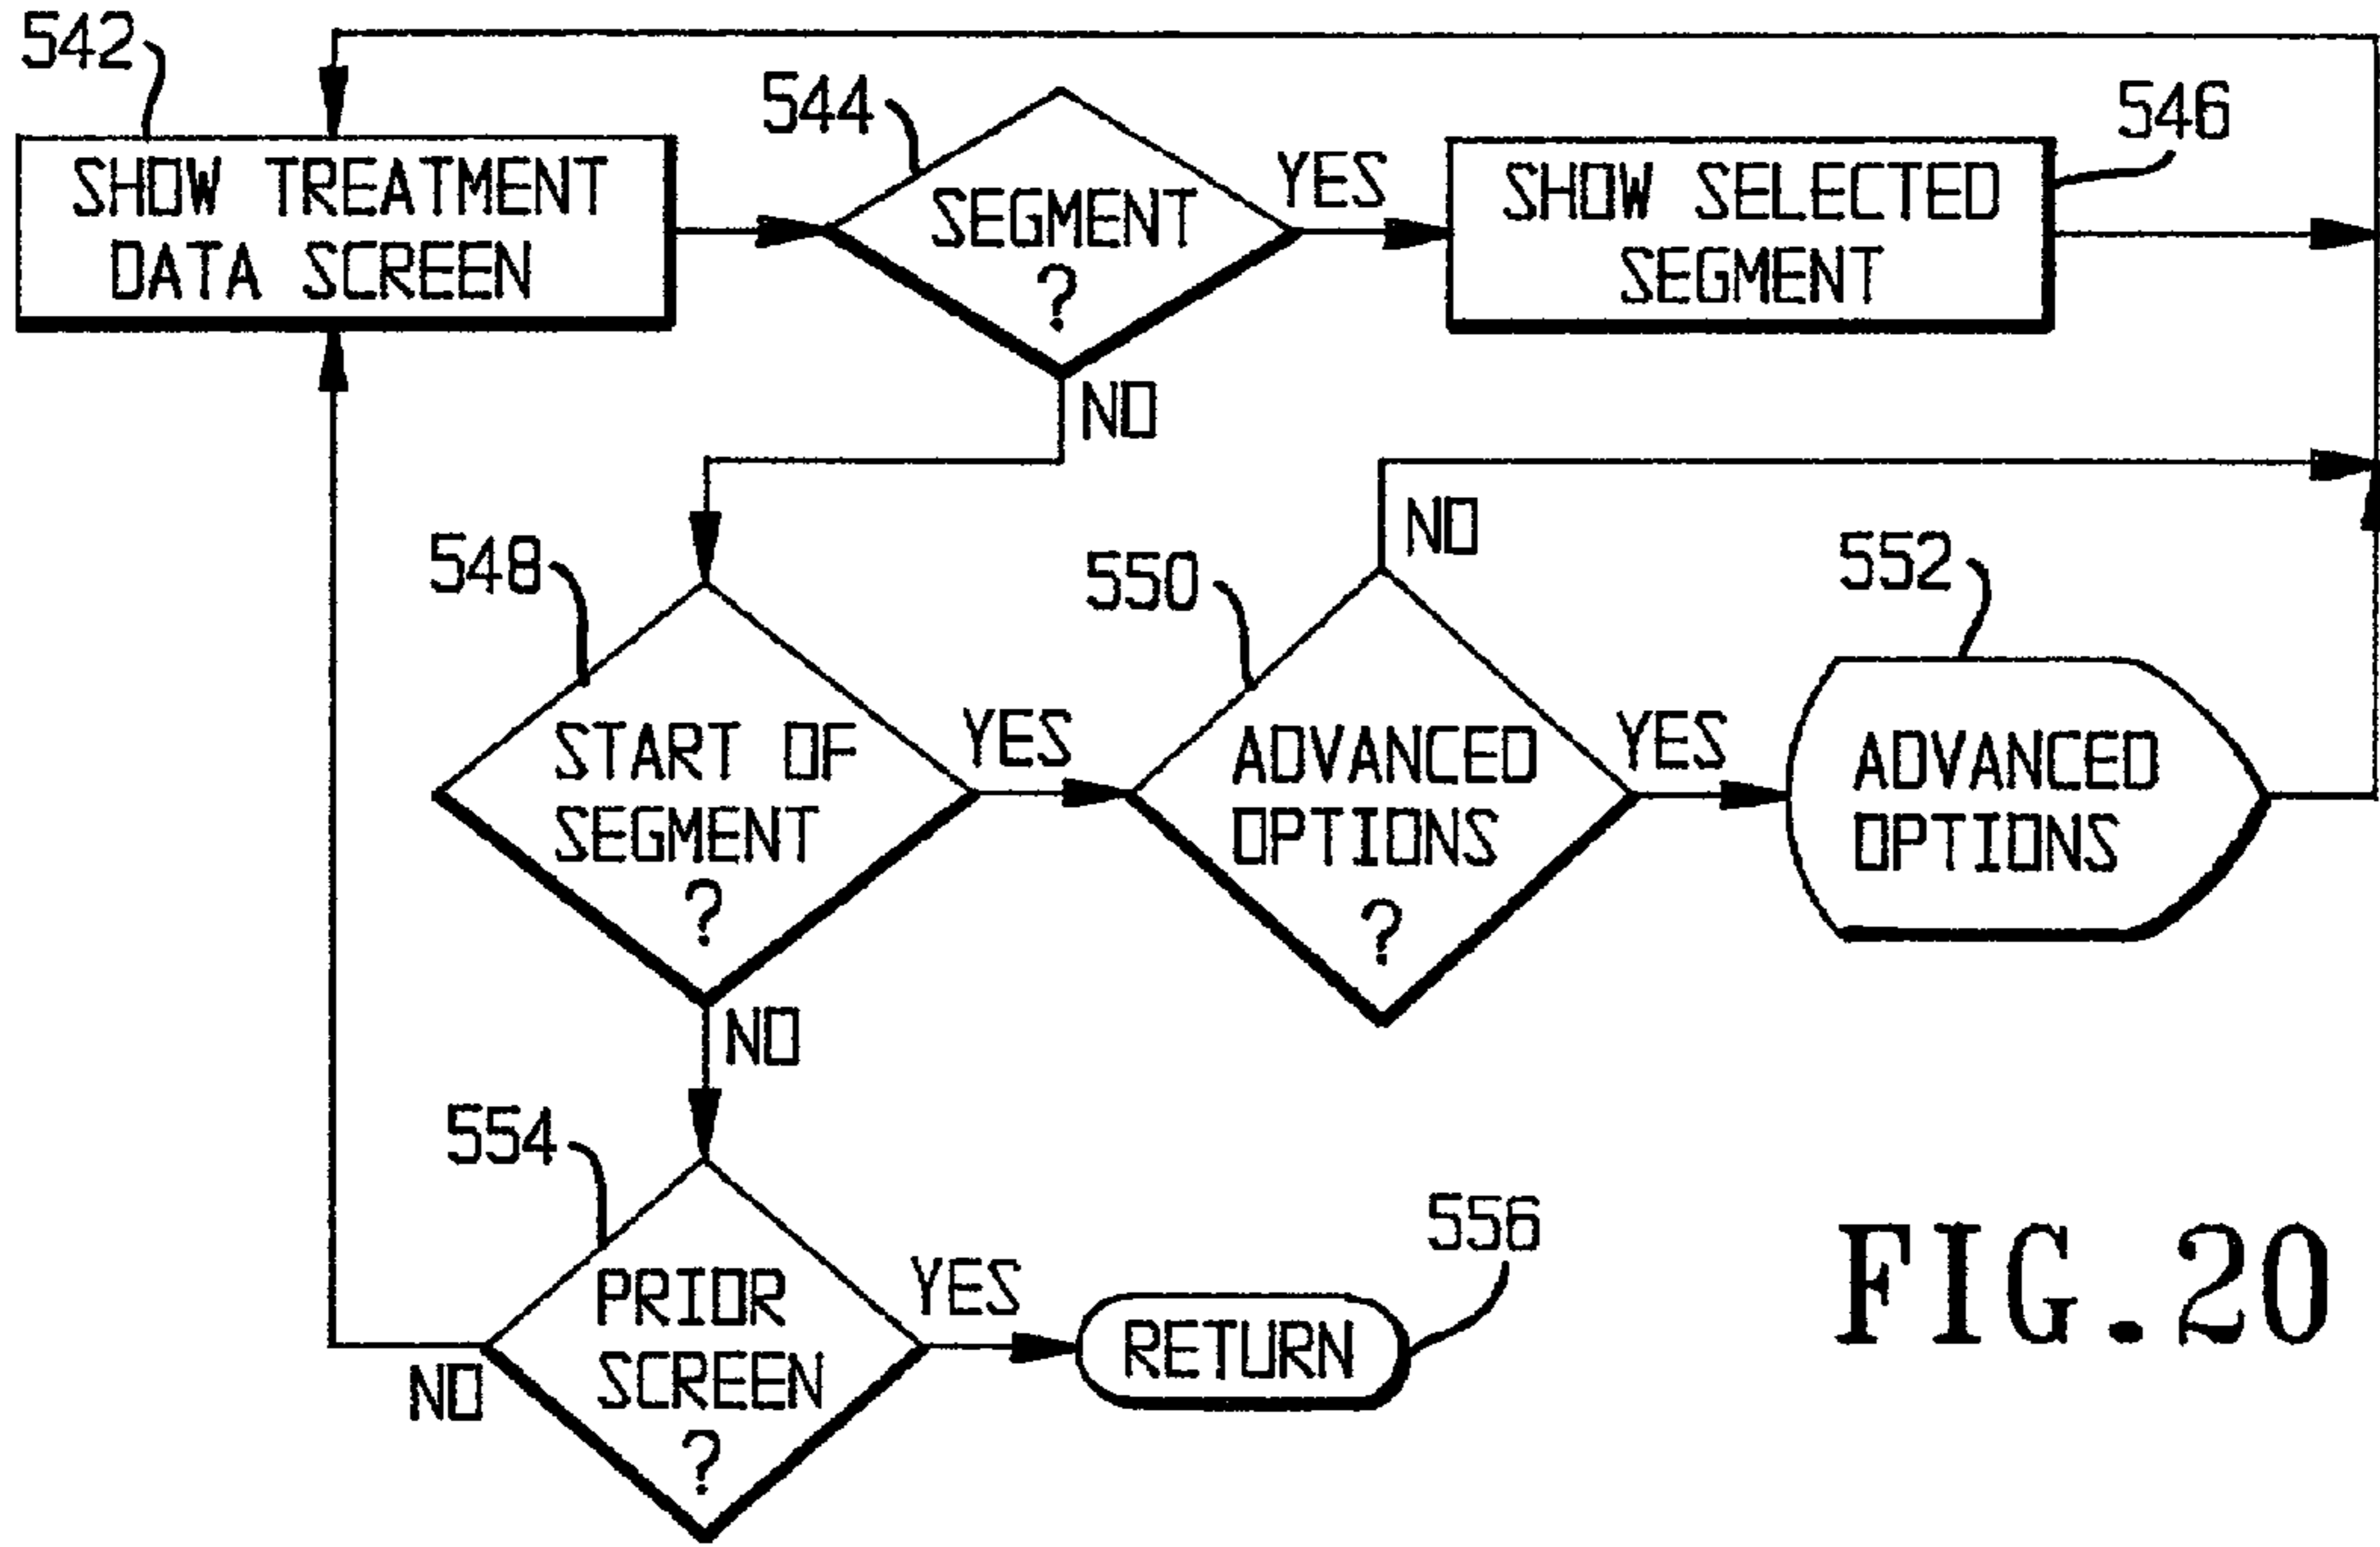 542
544
546
SHOW TREATMENT
DATA SCREEN
SEGMENT
?
YES
SHOW SELECTED
SEGMENT
NO
548
550
552
NO
START OF
SEGMENT
?
YES
ADVANCED
OPTIONS
?
YES
ADVANCED
OPTIONS
NO
554
556
PRIOR
SCREEN
?
YES
RETURN
NO
FIG.20